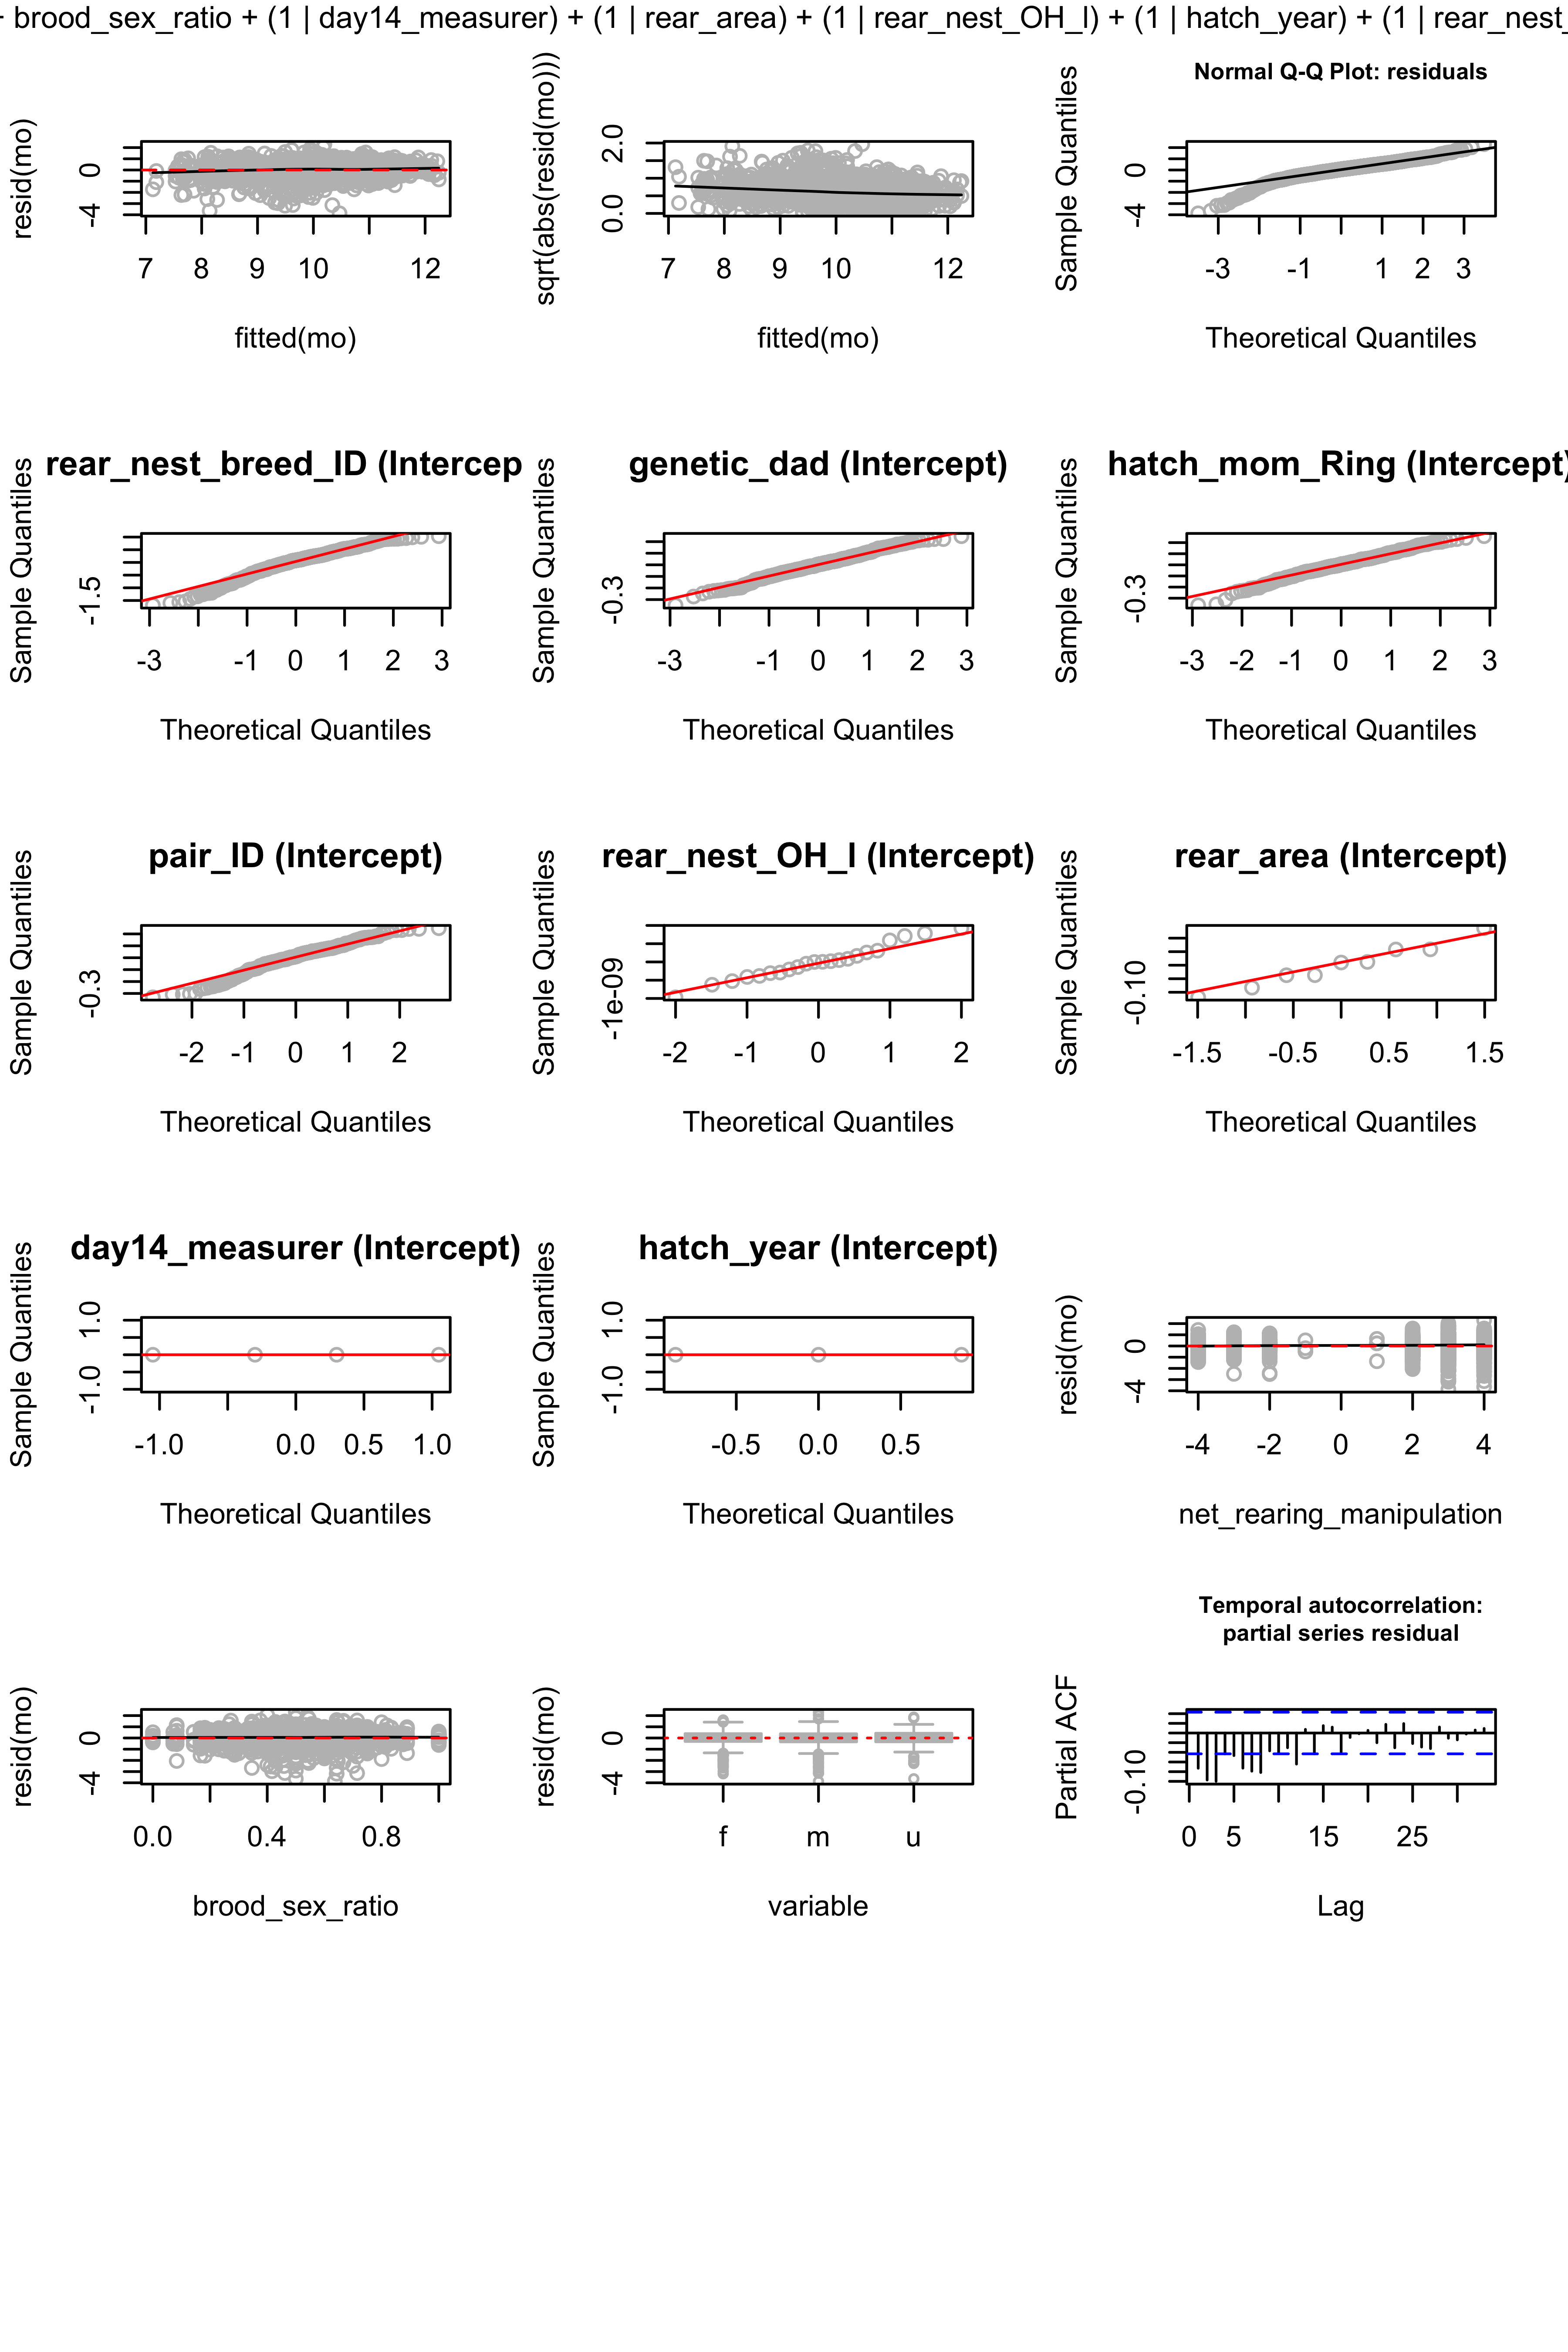 - brood_sex_ratio + (1 | day14_measurer) + (1 | rear_area) + (1 | rear_nest_OH_l) + (1 | hatch_year) + (1 | rear_nest_
resid(mo)
0
-4
7 8 9 10 12
fitted(mo)
sqrt(abs(resid(mo)))
2.0
0.0
7 8 9 10 12
fitted(mo)
Normal Q-Q Plot: residuals
Sample Quantiles
0
-4
-3 -1 1 2 3
Theoretical Quantiles
rear_nest_breed_ID (Intercep
Sample Quantiles
-1.5
-3 -1 0 1 2 3
Theoretical Quantiles
genetic_dad (Intercept)
Sample Quantiles
-0.3
-3 -1 0 1 2 3
Theoretical Quantiles
hatch_mom_Ring (Intercept)
Sample Quantiles
-0.3
-3 -2 -1 0 1 2 3
Theoretical Quantiles
pair_ID (Intercept)
Sample Quantiles
-0.3
-2 -1 0 1 2
Theoretical Quantiles
rear_nest_OH_l (Intercept)
Sample Quantiles
-1e-09
-2 -1 0 1 2
Theoretical Quantiles
rear_area (Intercept)
Sample Quantiles
-0.10
-1.5 -0.5 0.5 1.5
Theoretical Quantiles
day14_measurer (Intercept)
Sample Quantiles
1.0
-1.0
-1.0 0.0 0.5 1.0
Theoretical Quantiles
hatch_year (Intercept)
Sample Quantiles
1.0
-1.0
-0.5 0.0 0.5
Theoretical Quantiles
resid(mo)
0
-4
-4 -2 0 2 4
net_rearing_manipulation
resid(mo)
0
-4
0.0 0.4 0.8
brood_sex_ratio
resid(mo)
0
-4
f m u
variable
Temporal autocorrelation:
partial series residual
Partial ACF
-0.10
0 5 15 25
Lag